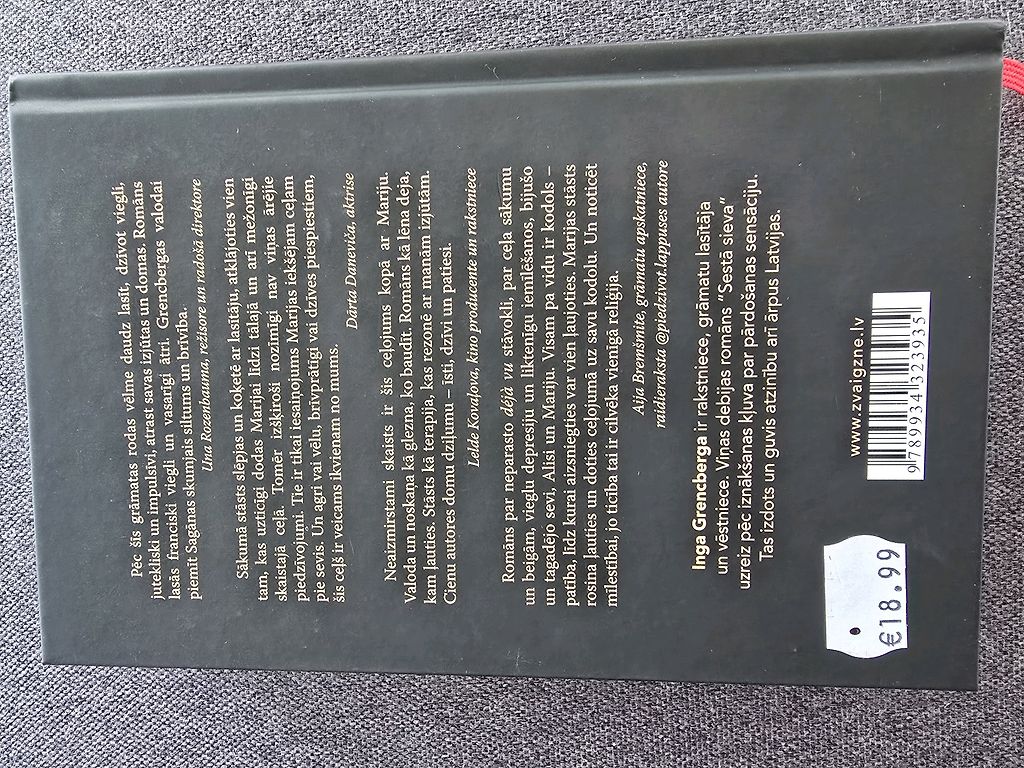 Pēc šīs grāmatas rodas vēlme daudz lasīt, dzīvot viegli,
jutekliski un impulsīvi, atrast savas izjūtas un domas. Romāns
lasās franciski viegli un vasarīgi ātri. Grencbergas valodai
piemīt Sagānas skumjais siltums un brīvība.
Una Rozenbauma, režisore un radošā direktore
Sākumā stāsts slēpjas un koķetē ar lasītāju, atklājoties vien
tam, kas uzticīgi dodas Marijai līdzi tālajā un arī mežonīgi
skaistajā ceļā. Tomēr izšķiroši nozīmīgi nav viņas ārējie
piedzīvojumi. Tie ir tikai iesaiņojums Marijas iekšējam ceļam
pie sevis. Un agri vai vēlu, brīvprātīgi vai dzīves piespiestiem,
šis ceļš ir veicams ikvienam no mums.
Dārta Daneviča, aktrise
Neaizmirstami skaists ir šis ceļojums kopā ar Mariju.
Valoda un noskaņa kā glezna, ko baudīt. Romāns kā lēna deja,
kam ļauties. Stāsts kā terapija, kas rezonē ar manām izjūtām.
Cienu autores domu dziļumu – īsti, dzīvi un patiesi.
Lelde Kovaļova, kino producente un rakstniece
Romāns par neparasto déjà vu stāvokli, par ceļa sākumu
un beigām, vieglu depresiju un liktenīgu iemīlēšanos, bijušo
un tagadējo sevi, Alisi un Mariju. Visam pa vidu ir kodols –
patība, līdz kurai aizsniegties var vien ļaujoties. Marijas stāsts
rosina ļauties un doties ceļojumā uz savu kodolu. Un noticēt
mīlestībai, jo ticība tai ir cilvēka vienīgā reliģija.
Aija Bremšmite, grāmatu apskatniece,
raidieraksta @piedzivot.lappuses autore
Inga Grencberga ir rakstniece, grāmatu lasītāja
un vēstniece. Viņas debijas romāns “Sestā sieva”
uzreiz pēc iznākšanas kļuva par pārdošanas sensāciju.
Tas izdots un guvis atzinību arī ārpus Latvijas.
www.zvaigzne.lv
9 789934 323935
€18.99